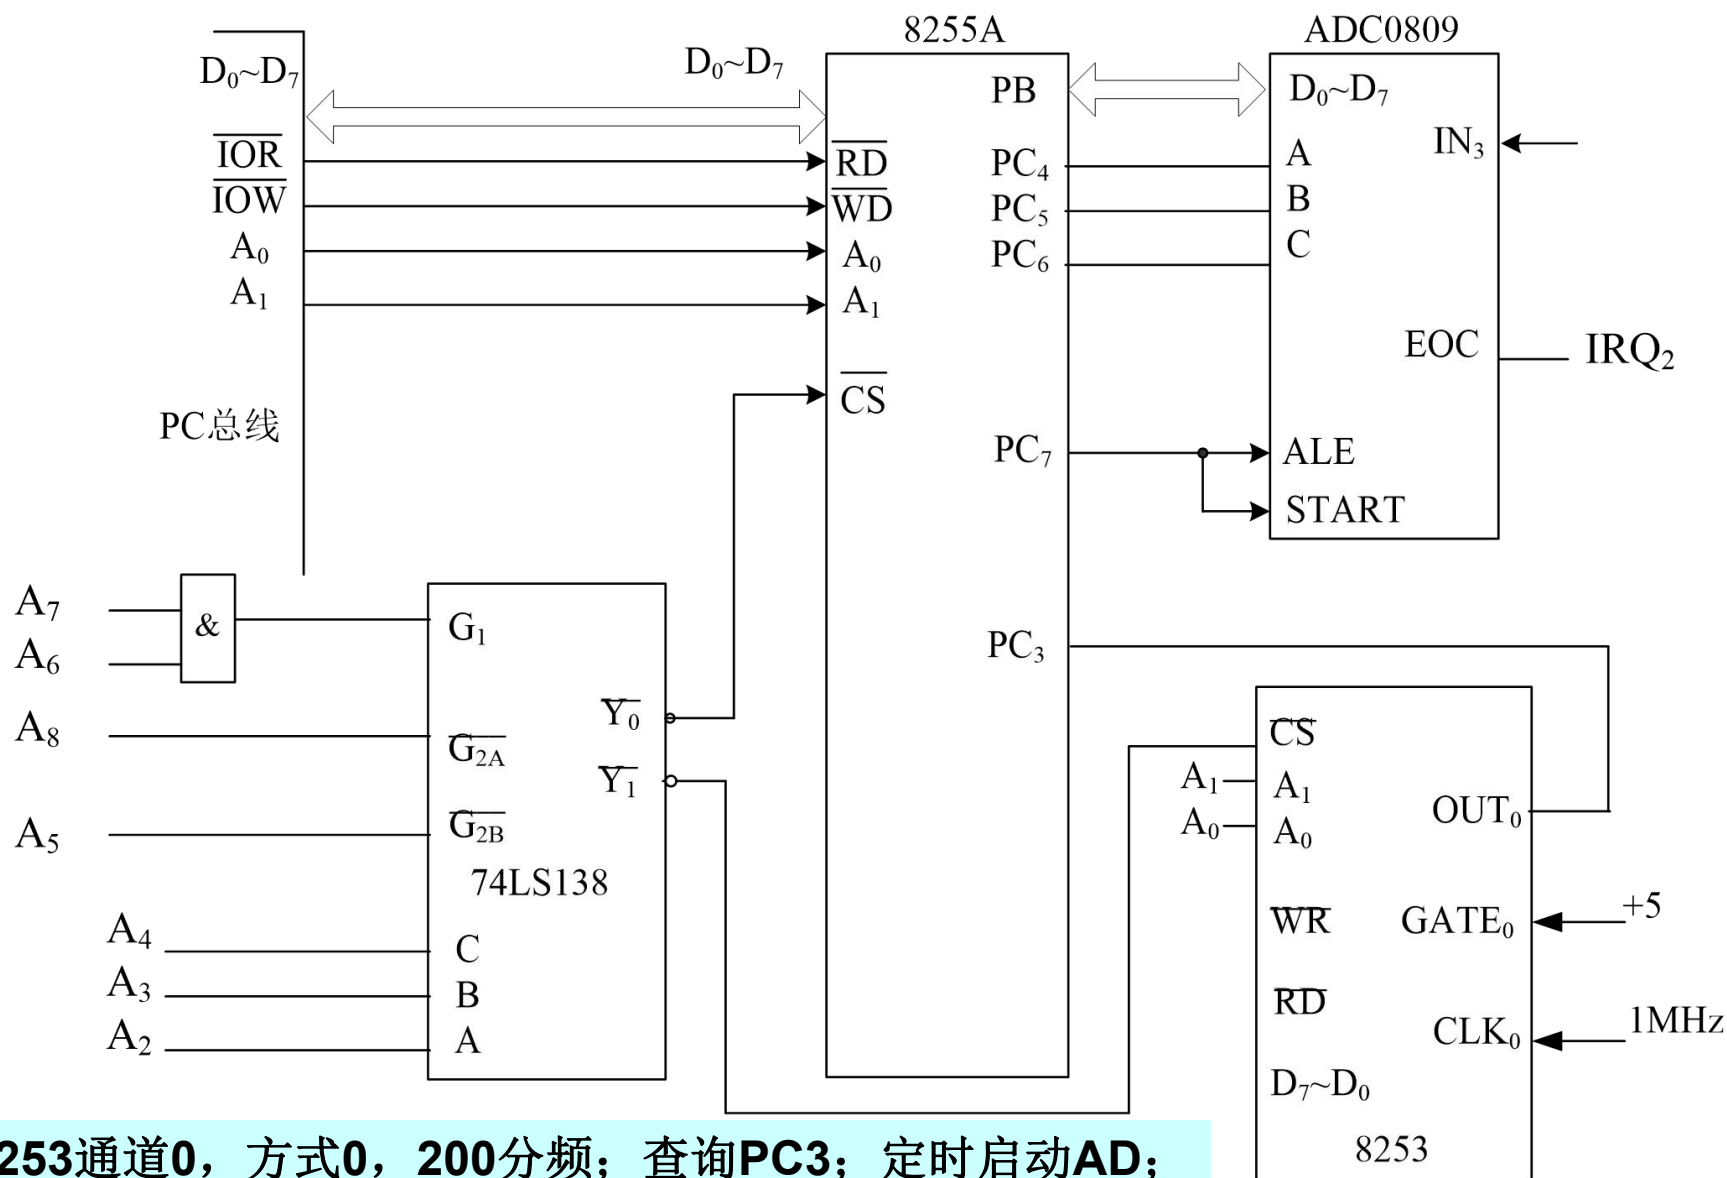 8255A
ADC0809
D0~D7
D0~D7
PB
D0~D7
IOR
RD
PC4
A
IN3
IOW
WD
PC5
B
A0
A0
PC6
C
A1
A1
EOC
IRQ2
CS
PC总线
PC7
ALE
START
A7
&
G1
A6
PC3
Y0
A8
G2A
CS
Y1
A1
A1
A0
A0
OUT0
A5
G2B
74LS138
+5
WR
GATE0
A4
C
A3
B
RD
1MHz
A2
A
CLK0
D7~D0
8253
253通道0，方式0，200分频；查询PC3；定时启动AD；